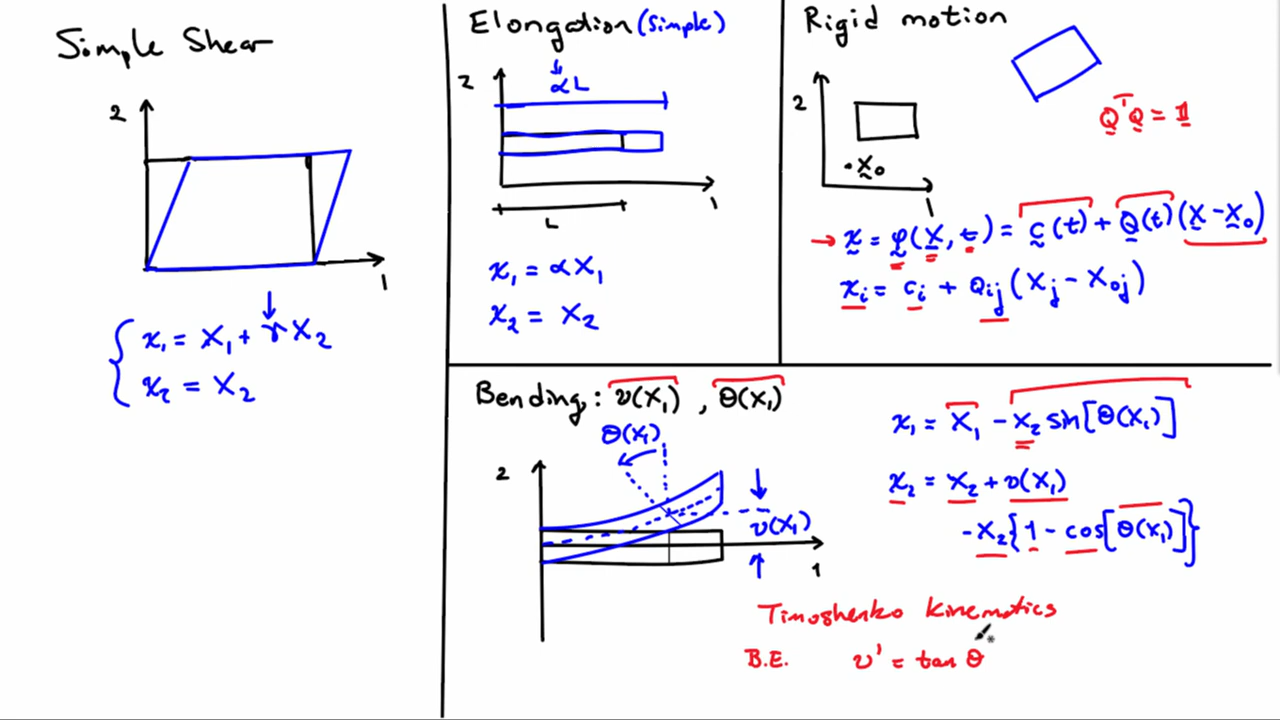 Simple Shear
2
1
x₁ = X₁ + γX₂
x₂ = X₂
Elongation (simple)
2
αL
1
L
x₁ = αX₁
x₂ = X₂
Rigid motion
QᵀQ = 𝟙
2
X₀
1
x = φ(X, t) = c(t) + Q(t)(X - X₀)
xᵢ = cᵢ + Qᵢⱼ(Xⱼ - X₀ⱼ)
Bending: v(X₁), θ(X₁)
θ(X₁)
2
v(X₁)
1
x₁ = X₁ - X₂ sin[θ(X₁)]
x₂ = X₂ + v(X₁)
-X₂{1 - cos[θ(X₁)]}
Timoshenko Kinematics
B.E. v' = tan θ